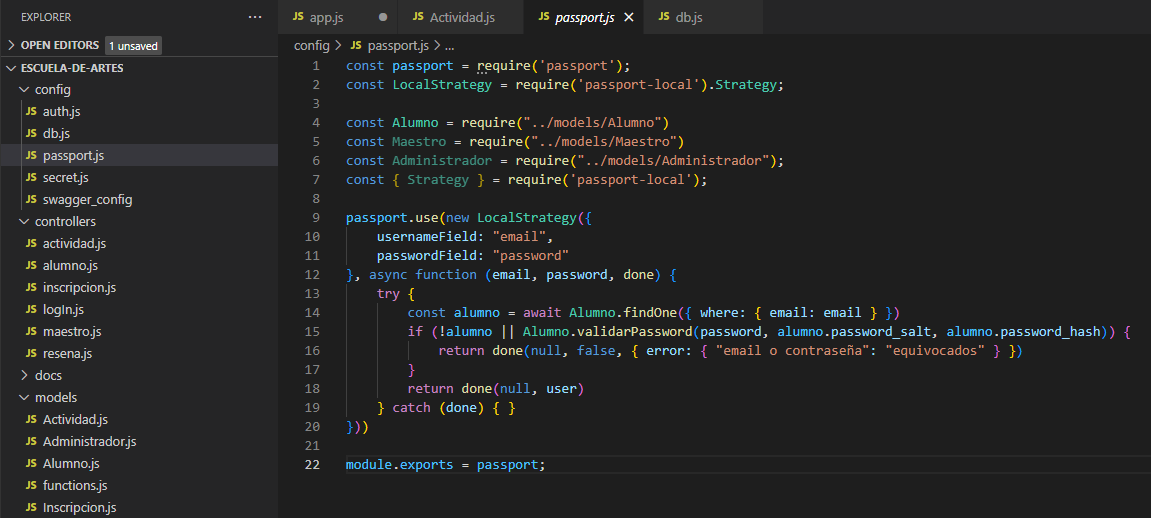 EXPLORER
···
OPEN EDITORS 1 unsaved
ESCUELA-DE-ARTES
config
JS auth.js
JS db.js
JS passport.js
JS secret.js
JS swagger_config
controllers
JS actividad.js
JS alumno.js
JS inscripcion.js
JS logIn.js
JS maestro.js
JS resena.js
docs
models
JS Actividad.js
JS Administrador.js
JS Alumno.js
JS functions.js
JS Inscripcion.js
JS app.js
JS Actividad.js
JS passport.js
JS db.js
config > JS passport.js > ...
1 const passport = require('passport');
2 const LocalStrategy = require('passport-local').Strategy;
3
4 const Alumno = require("../models/Alumno")
5 const Maestro = require("../models/Maestro")
6 const Administrador = require("../models/Administrador");
7 const { Strategy } = require('passport-local');
8
9 passport.use(new LocalStrategy({
10 usernameField: "email",
11 passwordField: "password"
12 }, async function (email, password, done) {
13 try {
14 const alumno = await Alumno.findOne({ where: { email: email } })
15 if (!alumno || Alumno.validarPassword(password, alumno.password_salt, alumno.password_hash)) {
16 return done(null, false, { error: { "email o contraseña": "equivocados" } })
17 }
18 return done(null, user)
19 } catch (done) { }
20 }))
21
22 module.exports = passport;